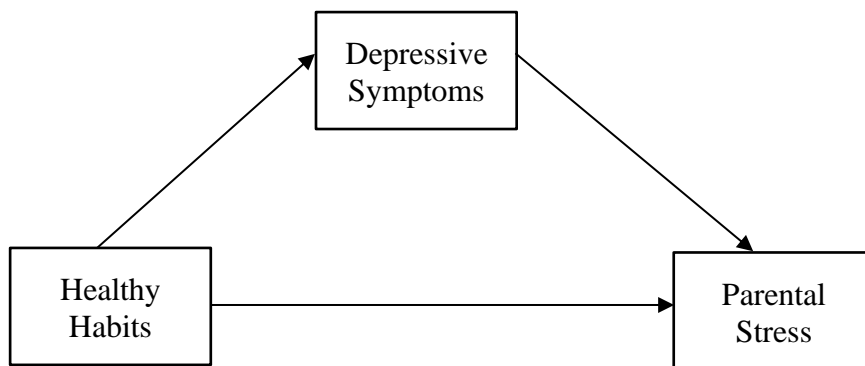 Depressive
Symptoms
Healthy
Habits
Parental
Stress